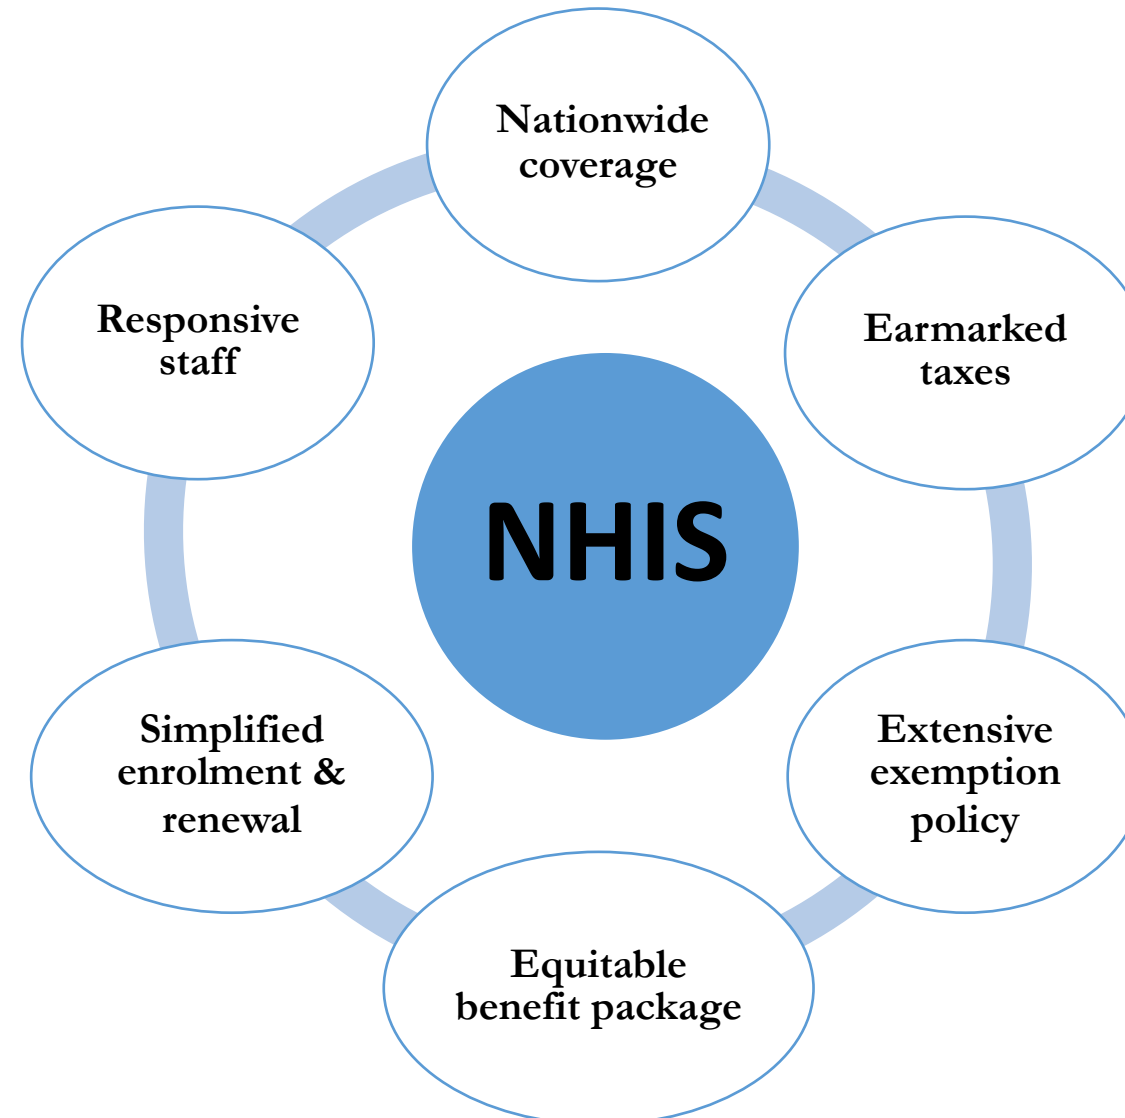 Nationwide
coverage
Earmarked
taxes
Extensive
exemption
policy
Equitable
benefit package
Simplified
enrolment &
renewal
Responsive
staff
NHIS